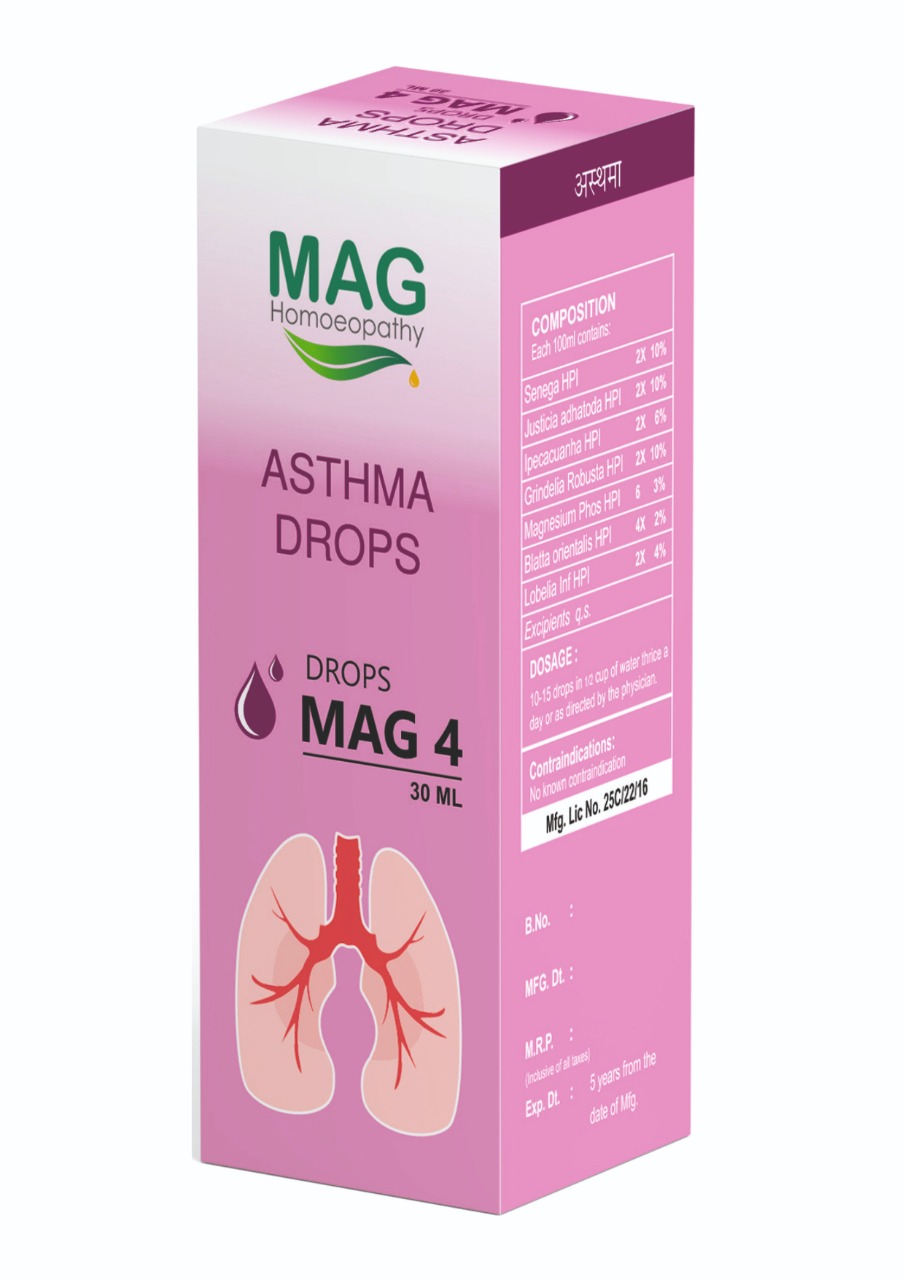 ASTHMA
DROPS
DROPS
MAG 4
30 ML
MAG
Homoeopathy
ASTHMA
DROPS
DROPS
MAG 4
30 ML
अस्थमा
COMPOSITION
Each 100ml contains:
Senega HPI 2X 10%
Justicia adhatoda HPI 2X 10%
Ipecacuanha HPI 2X 6%
Grindelia Robusta HPI 2X 10%
Magnesium Phos HPI 6 3%
Blatta orientalis HPI 4X 2%
Lobelia Inf HPI 2X 4%
Excipients q.s.
DOSAGE :
10-15 drops in 1/2 cup of water thrice a
day or as directed by the physician.
Contraindications:
No known contraindication
Mfg. Lic No. 25C/22/16
B.No. :
MFG. Dt. :
M.R.P. :
(Inclusive of all taxes)
Exp. Dt. : 5 years from the
date of Mfg.